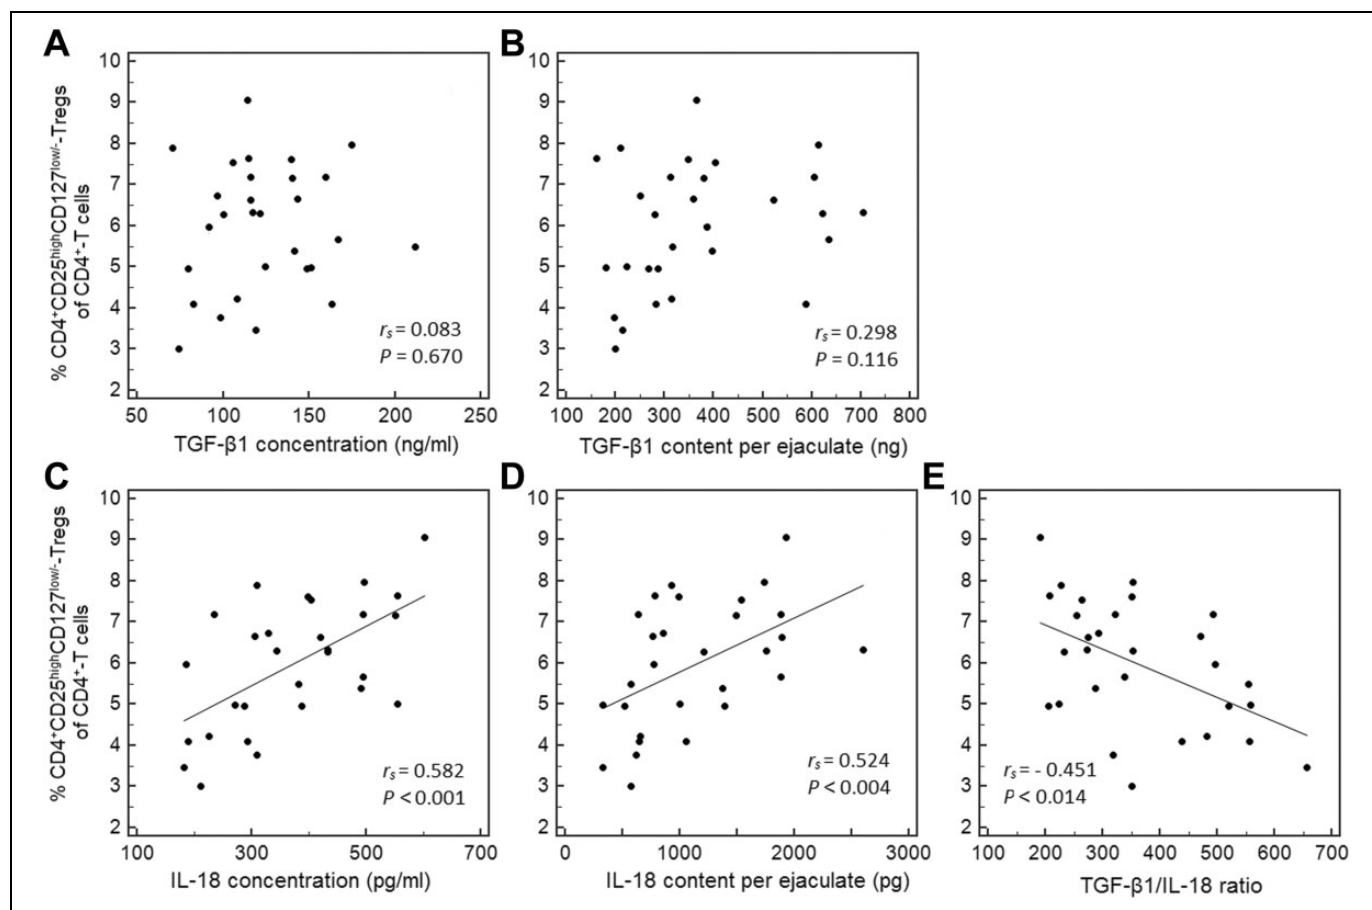 A
B
10
9
8
7
6
5
4
3
2
% CD4⁺CD25ʰⁱᵍʰCD127ˡᵒʷ/⁻-Tregs
of CD4⁺-T cells
rₛ = 0.083
P = 0.670
50 100 150 200 250
TGF-β1 concentration (ng/ml)
10
9
8
7
6
5
4
3
2
rₛ = 0.298
P = 0.116
100 200 300 400 500 600 700 800
TGF-β1 content per ejaculate (ng)
C
D
E
10
9
8
7
6
5
4
3
2
% CD4⁺CD25ʰⁱᵍʰCD127ˡᵒʷ/⁻-Tregs
of CD4⁺-T cells
rₛ = 0.582
P < 0.001
100 300 500 700
IL-18 concentration (pg/ml)
10
9
8
7
6
5
4
3
2
rₛ = 0.524
P < 0.004
0 1000 2000 3000
IL-18 content per ejaculate (pg)
10
9
8
7
6
5
4
3
2
rₛ = - 0.451
P < 0.014
100 200 300 400 500 600 700
TGF-β1/IL-18 ratio